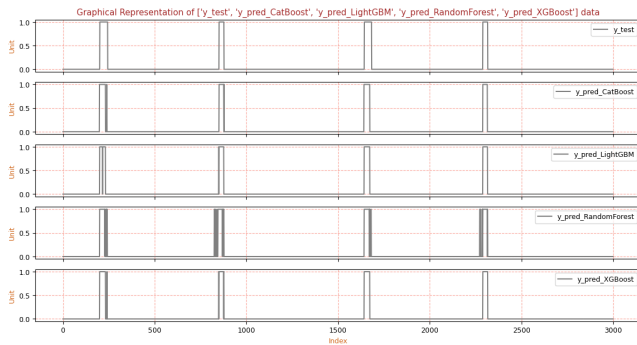 Graphical Representation of ['y_test', 'y_pred_CatBoost', 'y_pred_LightGBM', 'y_pred_RandomForest', 'y_pred_XGBoost'] data
1.0
0.5
0.0
Unit
y_test
1.0
0.5
0.0
Unit
y_pred_CatBoost
1.0
0.5
0.0
Unit
y_pred_LightGBM
1.0
0.5
0.0
Unit
y_pred_RandomForest
1.0
0.5
0.0
Unit
y_pred_XGBoost
0 500 1000 1500 2000 2500 3000
Index